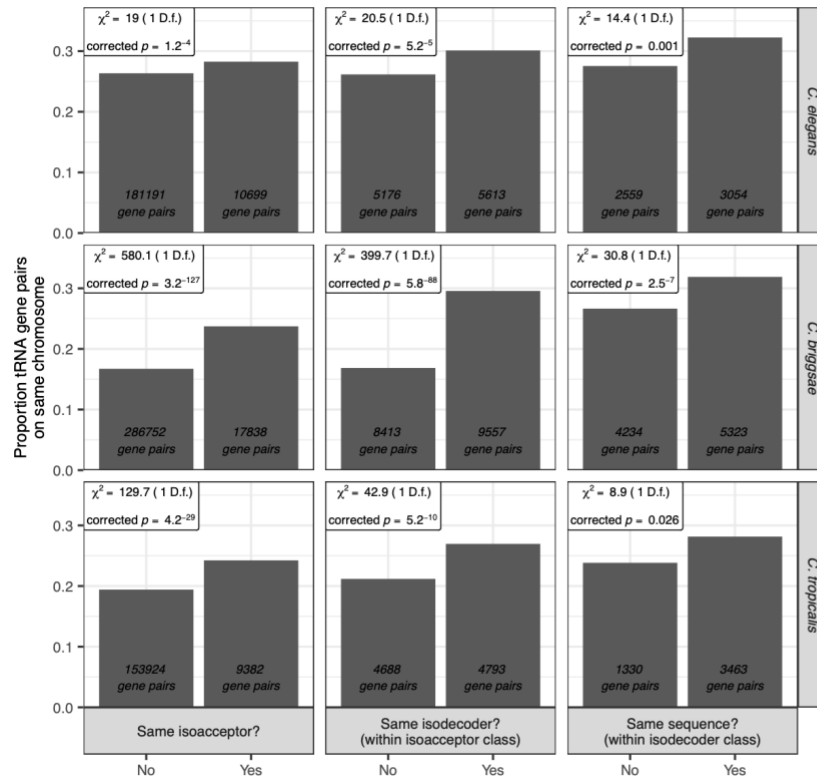 Proportion tRNA gene pairs
on same chromosome
χ² = 19 ( 1 D.f.)
corrected p = 1.2⁻⁴
χ² = 20.5 ( 1 D.f.)
corrected p = 5.2⁻⁵
χ² = 14.4 ( 1 D.f.)
corrected p = 0.001
0.3
0.2
0.1
0.0
181191
gene pairs
10699
gene pairs
5176
gene pairs
5613
gene pairs
2559
gene pairs
3054
gene pairs
C. elegans
χ² = 580.1 ( 1 D.f.)
corrected p = 3.2⁻¹²⁷
χ² = 399.7 ( 1 D.f.)
corrected p = 5.8⁻⁸⁸
χ² = 30.8 ( 1 D.f.)
corrected p = 2.5⁻⁷
0.3
0.2
0.1
0.0
286752
gene pairs
17838
gene pairs
8413
gene pairs
9557
gene pairs
4234
gene pairs
5323
gene pairs
C. briggsae
χ² = 129.7 ( 1 D.f.)
corrected p = 4.2⁻²⁹
χ² = 42.9 ( 1 D.f.)
corrected p = 5.2⁻¹⁰
χ² = 8.9 ( 1 D.f.)
corrected p = 0.026
0.3
0.2
0.1
0.0
153924
gene pairs
9382
gene pairs
4688
gene pairs
4793
gene pairs
1330
gene pairs
3463
gene pairs
C. tropicalis
Same isoacceptor?
Same isodecoder?
(within isoacceptor class)
Same sequence?
(within isodecoder class)
No Yes No Yes No Yes